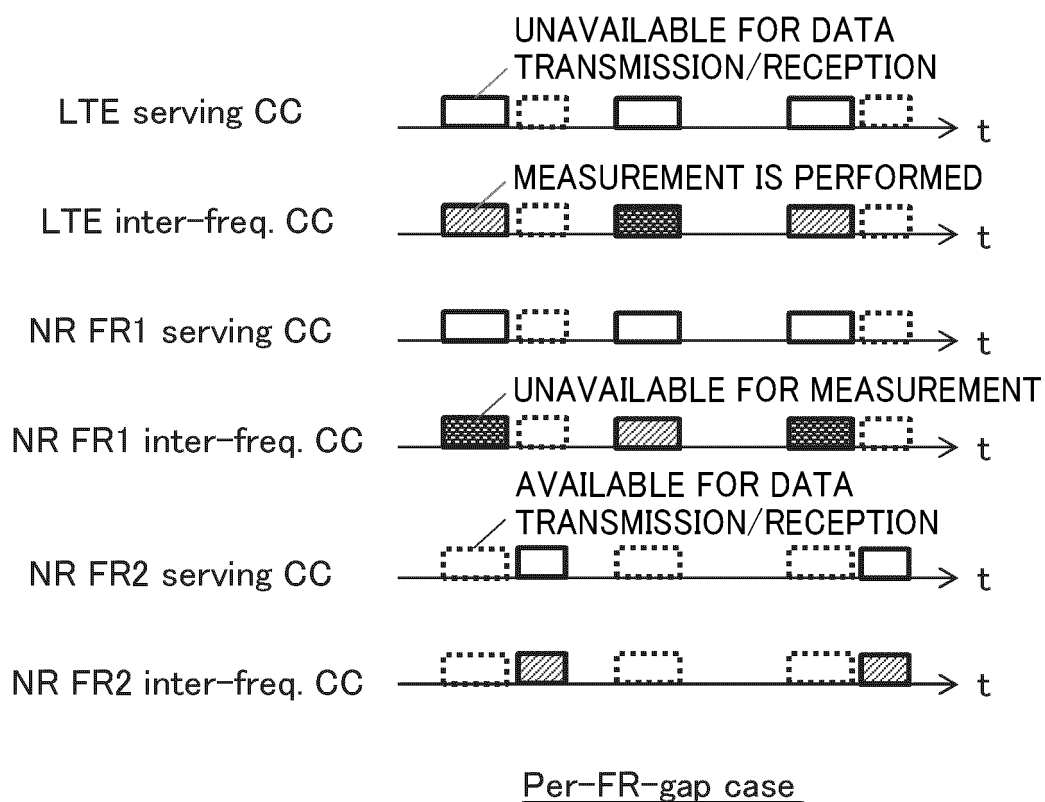 UNAVAILABLE FOR DATA
TRANSMISSION/RECEPTION
LTE serving CC
t
MEASUREMENT IS PERFORMED
LTE inter-freq. CC
t
NR FR1 serving CC
t
UNAVAILABLE FOR MEASUREMENT
NR FR1 inter-freq. CC
t
AVAILABLE FOR DATA
TRANSMISSION/RECEPTION
NR FR2 serving CC
t
NR FR2 inter-freq. CC
t
Per-FR-gap case